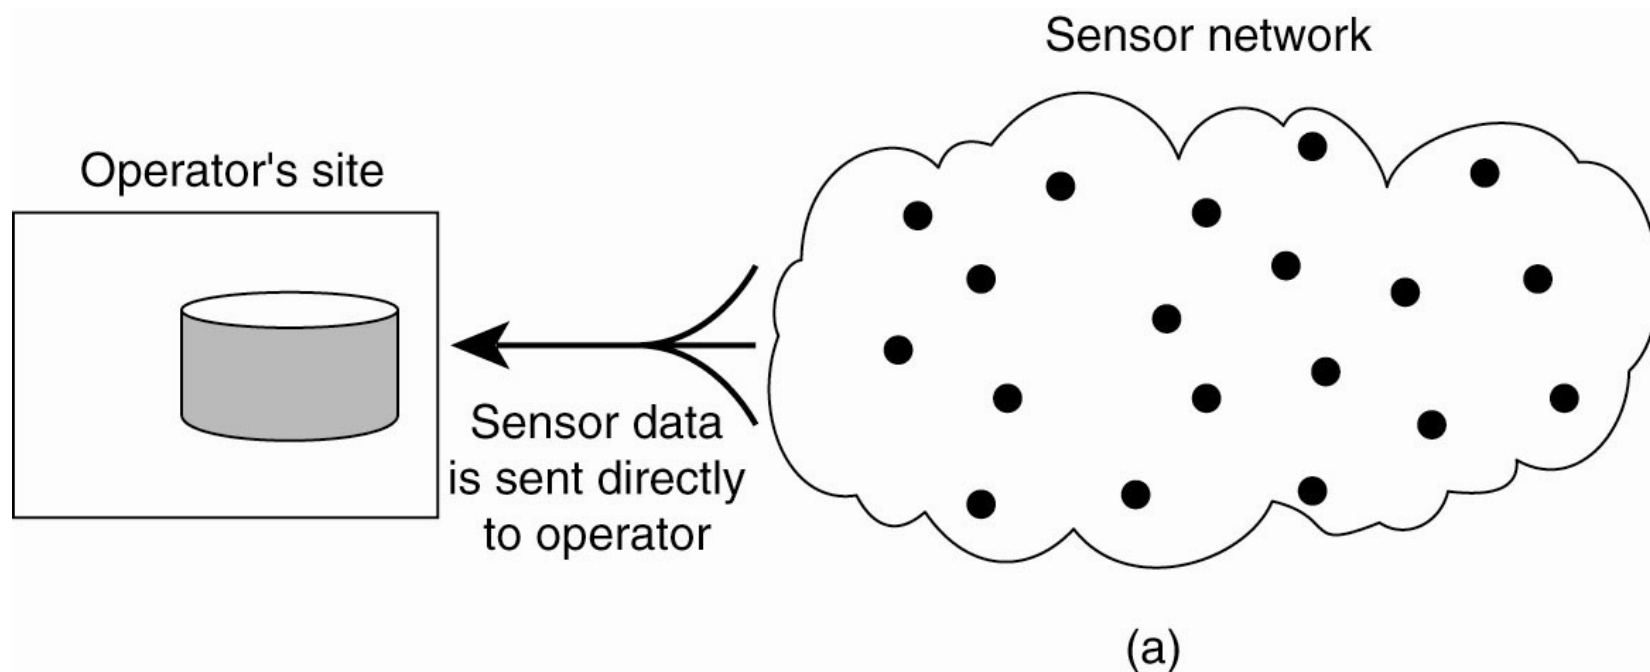 Sensor network
Operator's site
Sensor data
is sent directly
to operator
(a)